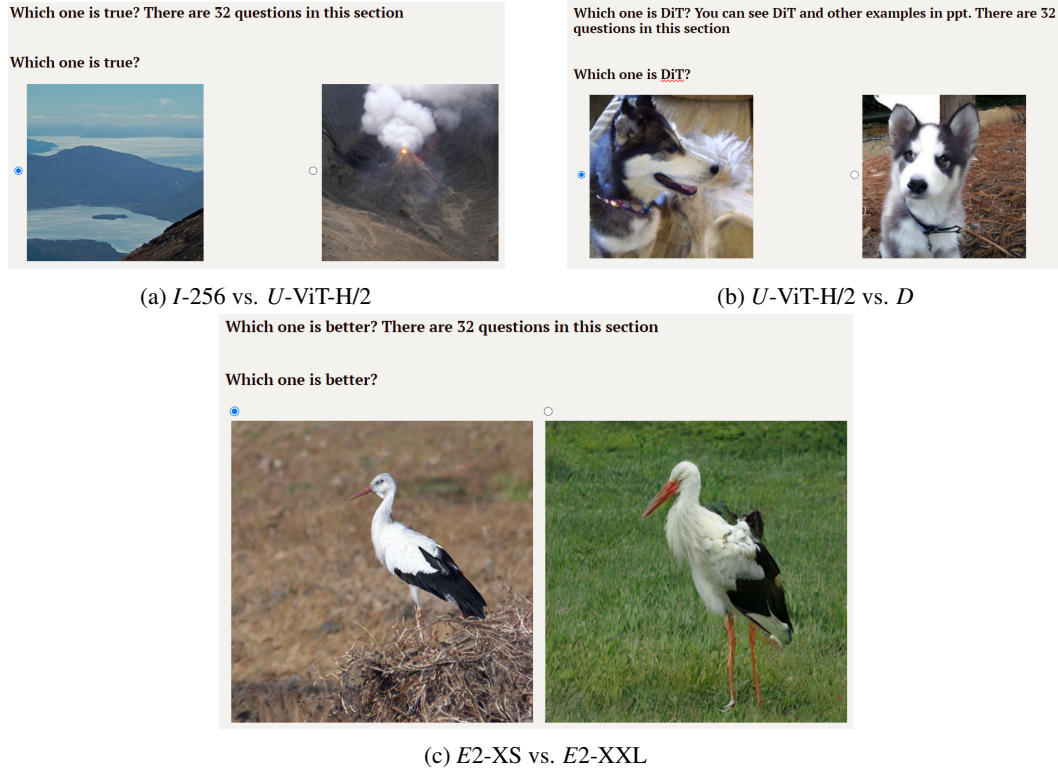 Which one is true? There are 32 questions in this section
Which one is true?
(a) I-256 vs. U-ViT-H/2
Which one is DiT? You can see DiT and other examples in ppt. There are 32
questions in this section
Which one is DiT?
(b) U-ViT-H/2 vs. D
Which one is better? There are 32 questions in this section
Which one is better?
(c) E2-XS vs. E2-XXL